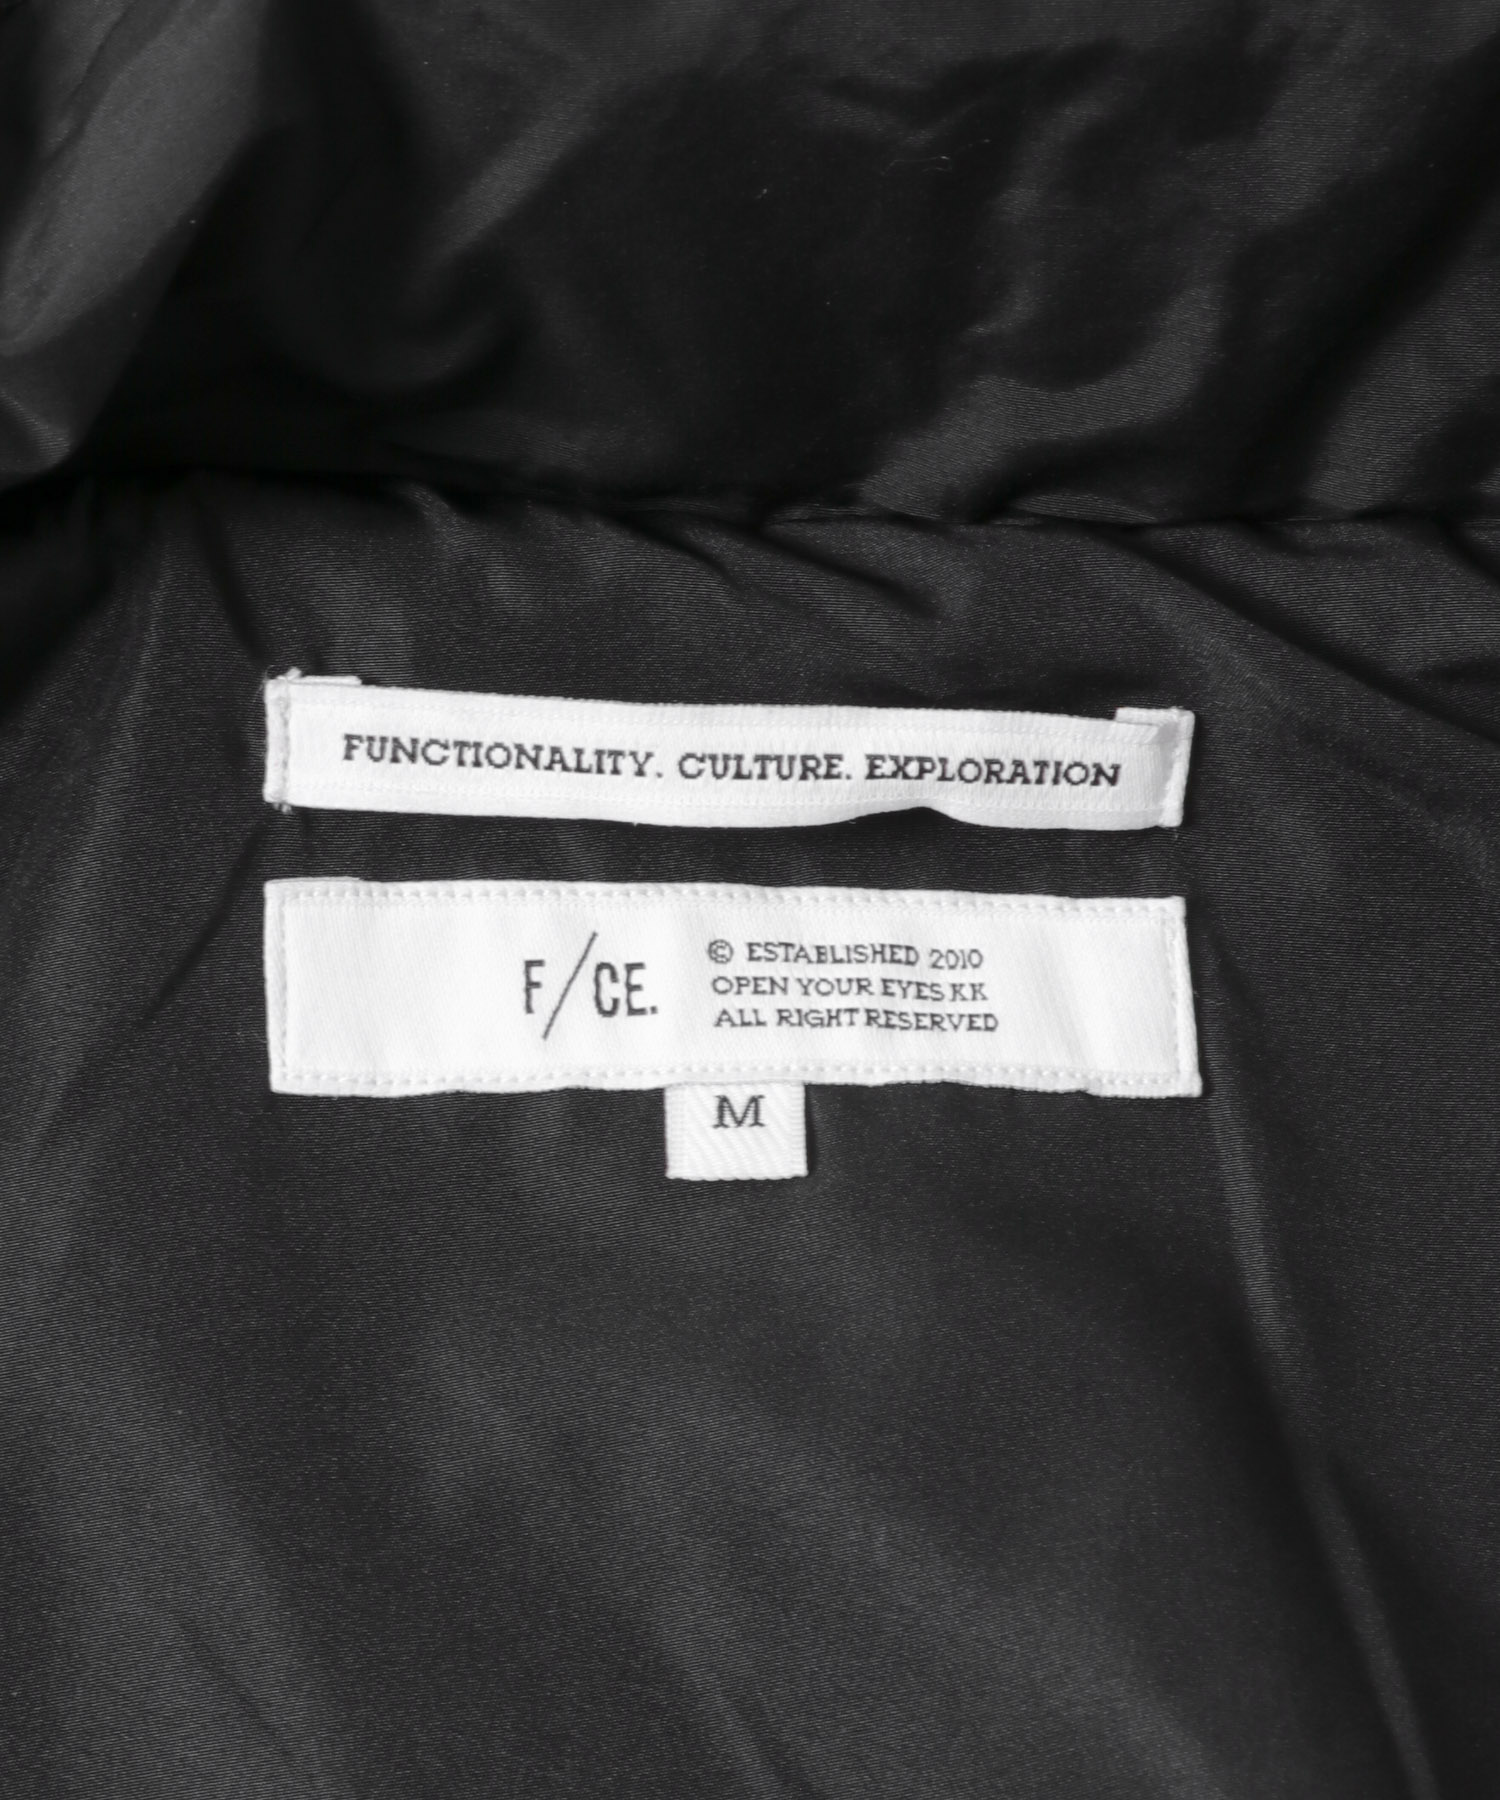 FUNCTIONALITY. CULTURE. EXPLORATION
F/CE.
© ESTABLISHED 2010
OPEN YOUR EYES KK
ALL RIGHT RESERVED
M